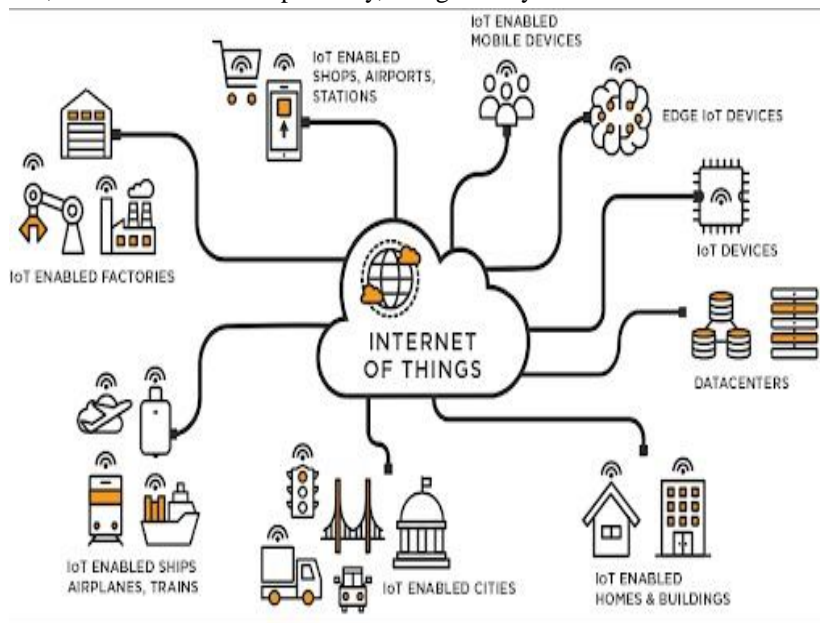 IoT ENABLED
MOBILE DEVICES
IoT ENABLED
SHOPS, AIRPORTS,
STATIONS
EDGE IoT DEVICES
IoT DEVICES
IoT ENABLED FACTORIES
INTERNET
OF THINGS
DATACENTERS
IoT ENABLED SHIPS
AIRPLANES, TRAINS
IoT ENABLED CITIES
IoT ENABLED
HOMES & BUILDINGS